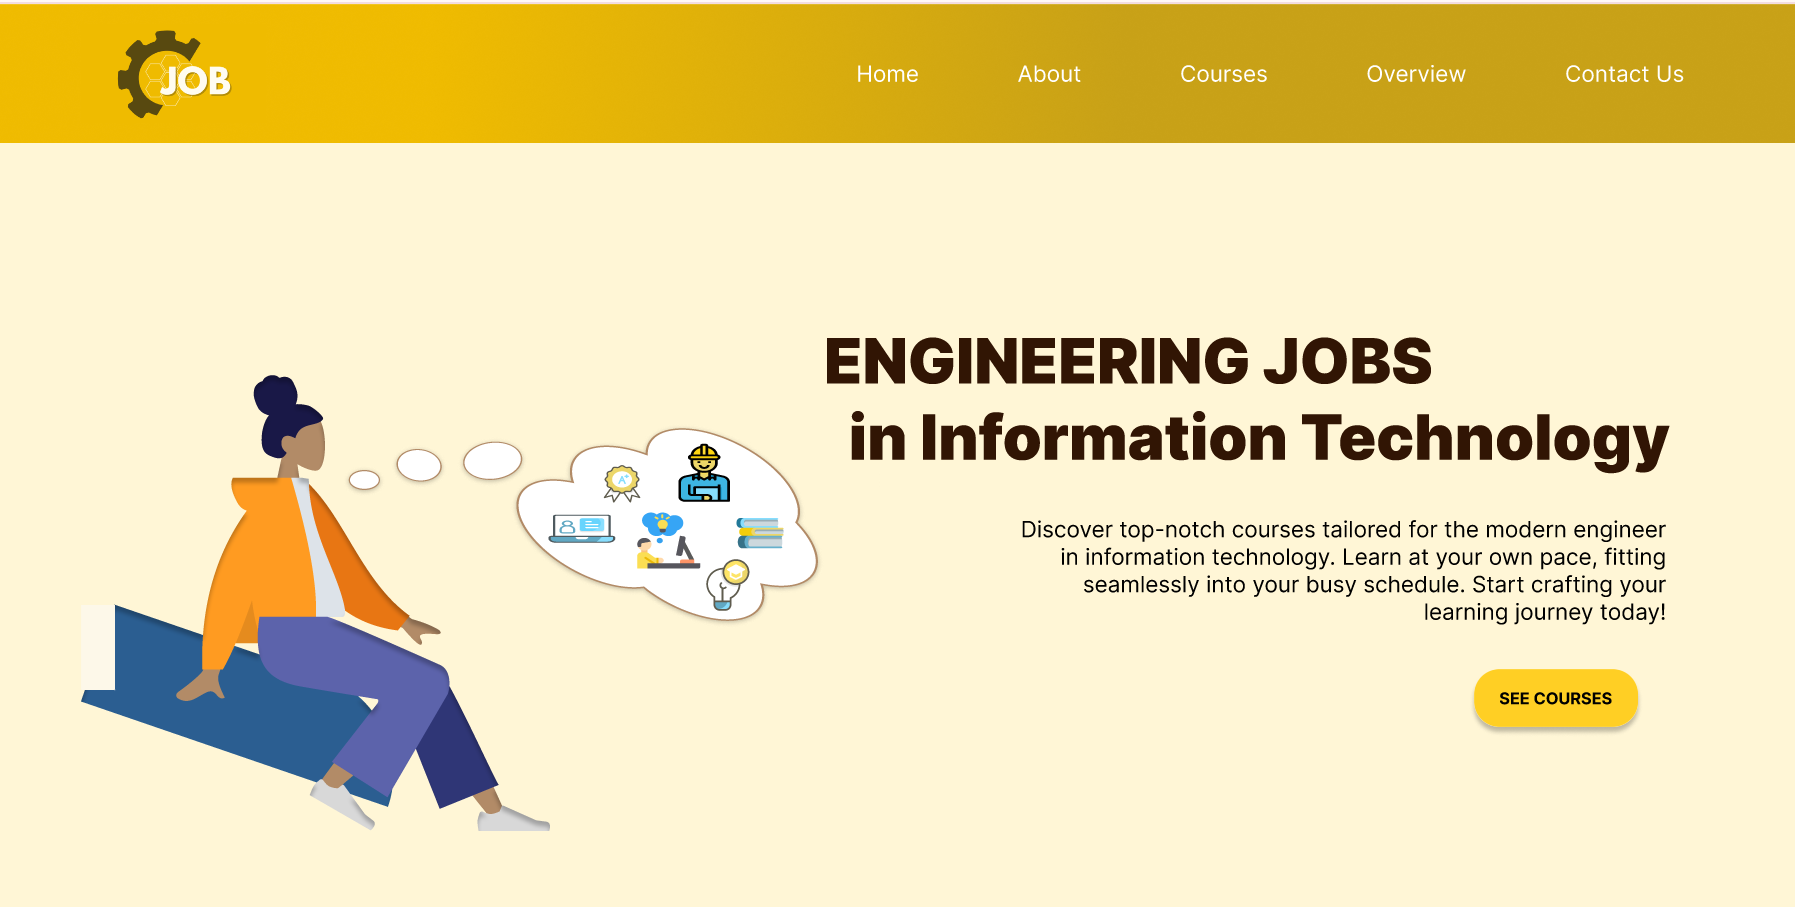 JOB
Home About Courses Overview Contact Us
ENGINEERING JOBS
in Information Technology
A+
Discover top-notch courses tailored for the modern engineer
in information technology. Learn at your own pace, fitting
seamlessly into your busy schedule. Start crafting your
learning journey today!
SEE COURSES